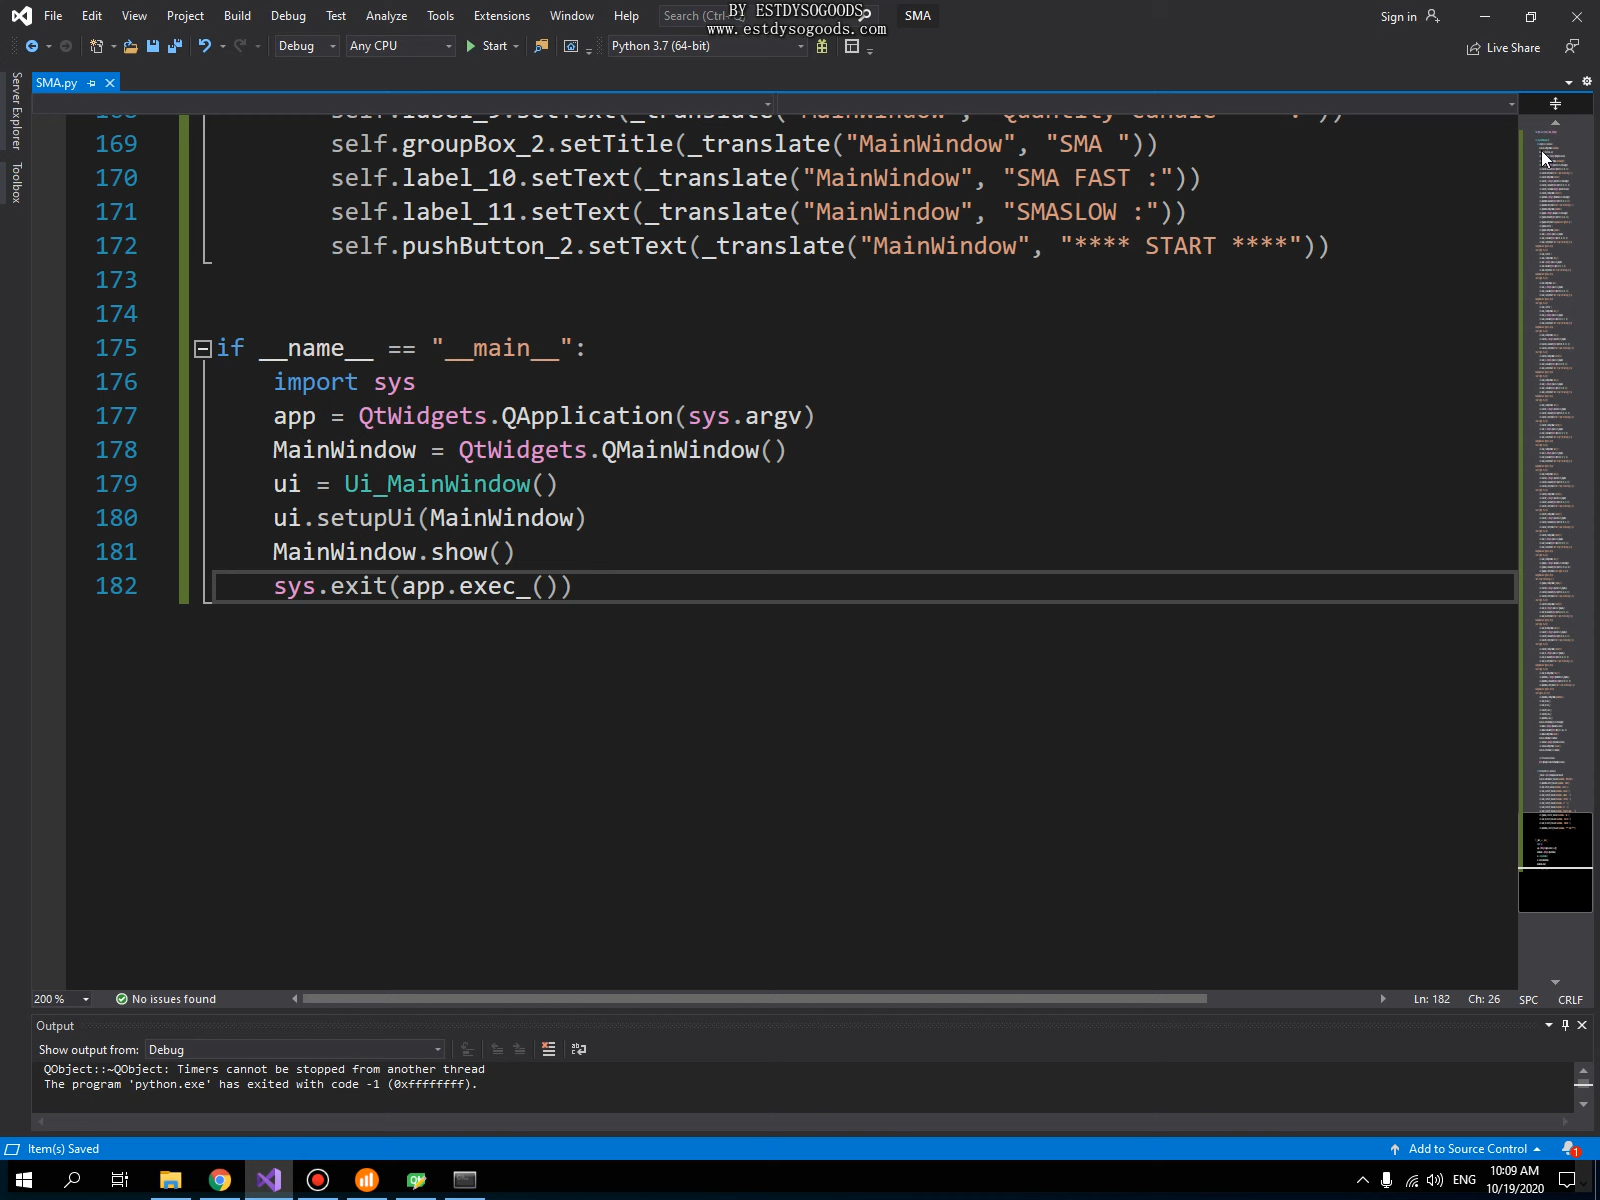 File Edit View Project Build Debug Test Analyze Tools Extensions Window Help Search (Ctrl- SMA Sign in
BY ESTDYSOGOODS
www.estdysogoods.com
Debug Any CPU Start Python 3.7 (64-bit) Live Share
SMA.py
Server Explorer
Toolbox
169 self.groupBox_2.setTitle(_translate("MainWindow", "SMA "))
170 self.label_10.setText(_translate("MainWindow", "SMA FAST :"))
171 self.label_11.setText(_translate("MainWindow", "SMASLOW :"))
172 self.pushButton_2.setText(_translate("MainWindow", "**** START ****"))
173
174
175 if __name__ == "__main__":
176 import sys
177 app = QtWidgets.QApplication(sys.argv)
178 MainWindow = QtWidgets.QMainWindow()
179 ui = Ui_MainWindow()
180 ui.setupUi(MainWindow)
181 MainWindow.show()
182 sys.exit(app.exec_())
200 % No issues found Ln: 182 Ch: 26 SPC CRLF
Output
Show output from: Debug
QObject::~QObject: Timers cannot be stopped from another thread
The program 'python.exe' has exited with code -1 (0xffffffff).
Item(s) Saved Add to Source Control 1
ENG 10:09 AM
10/19/2020